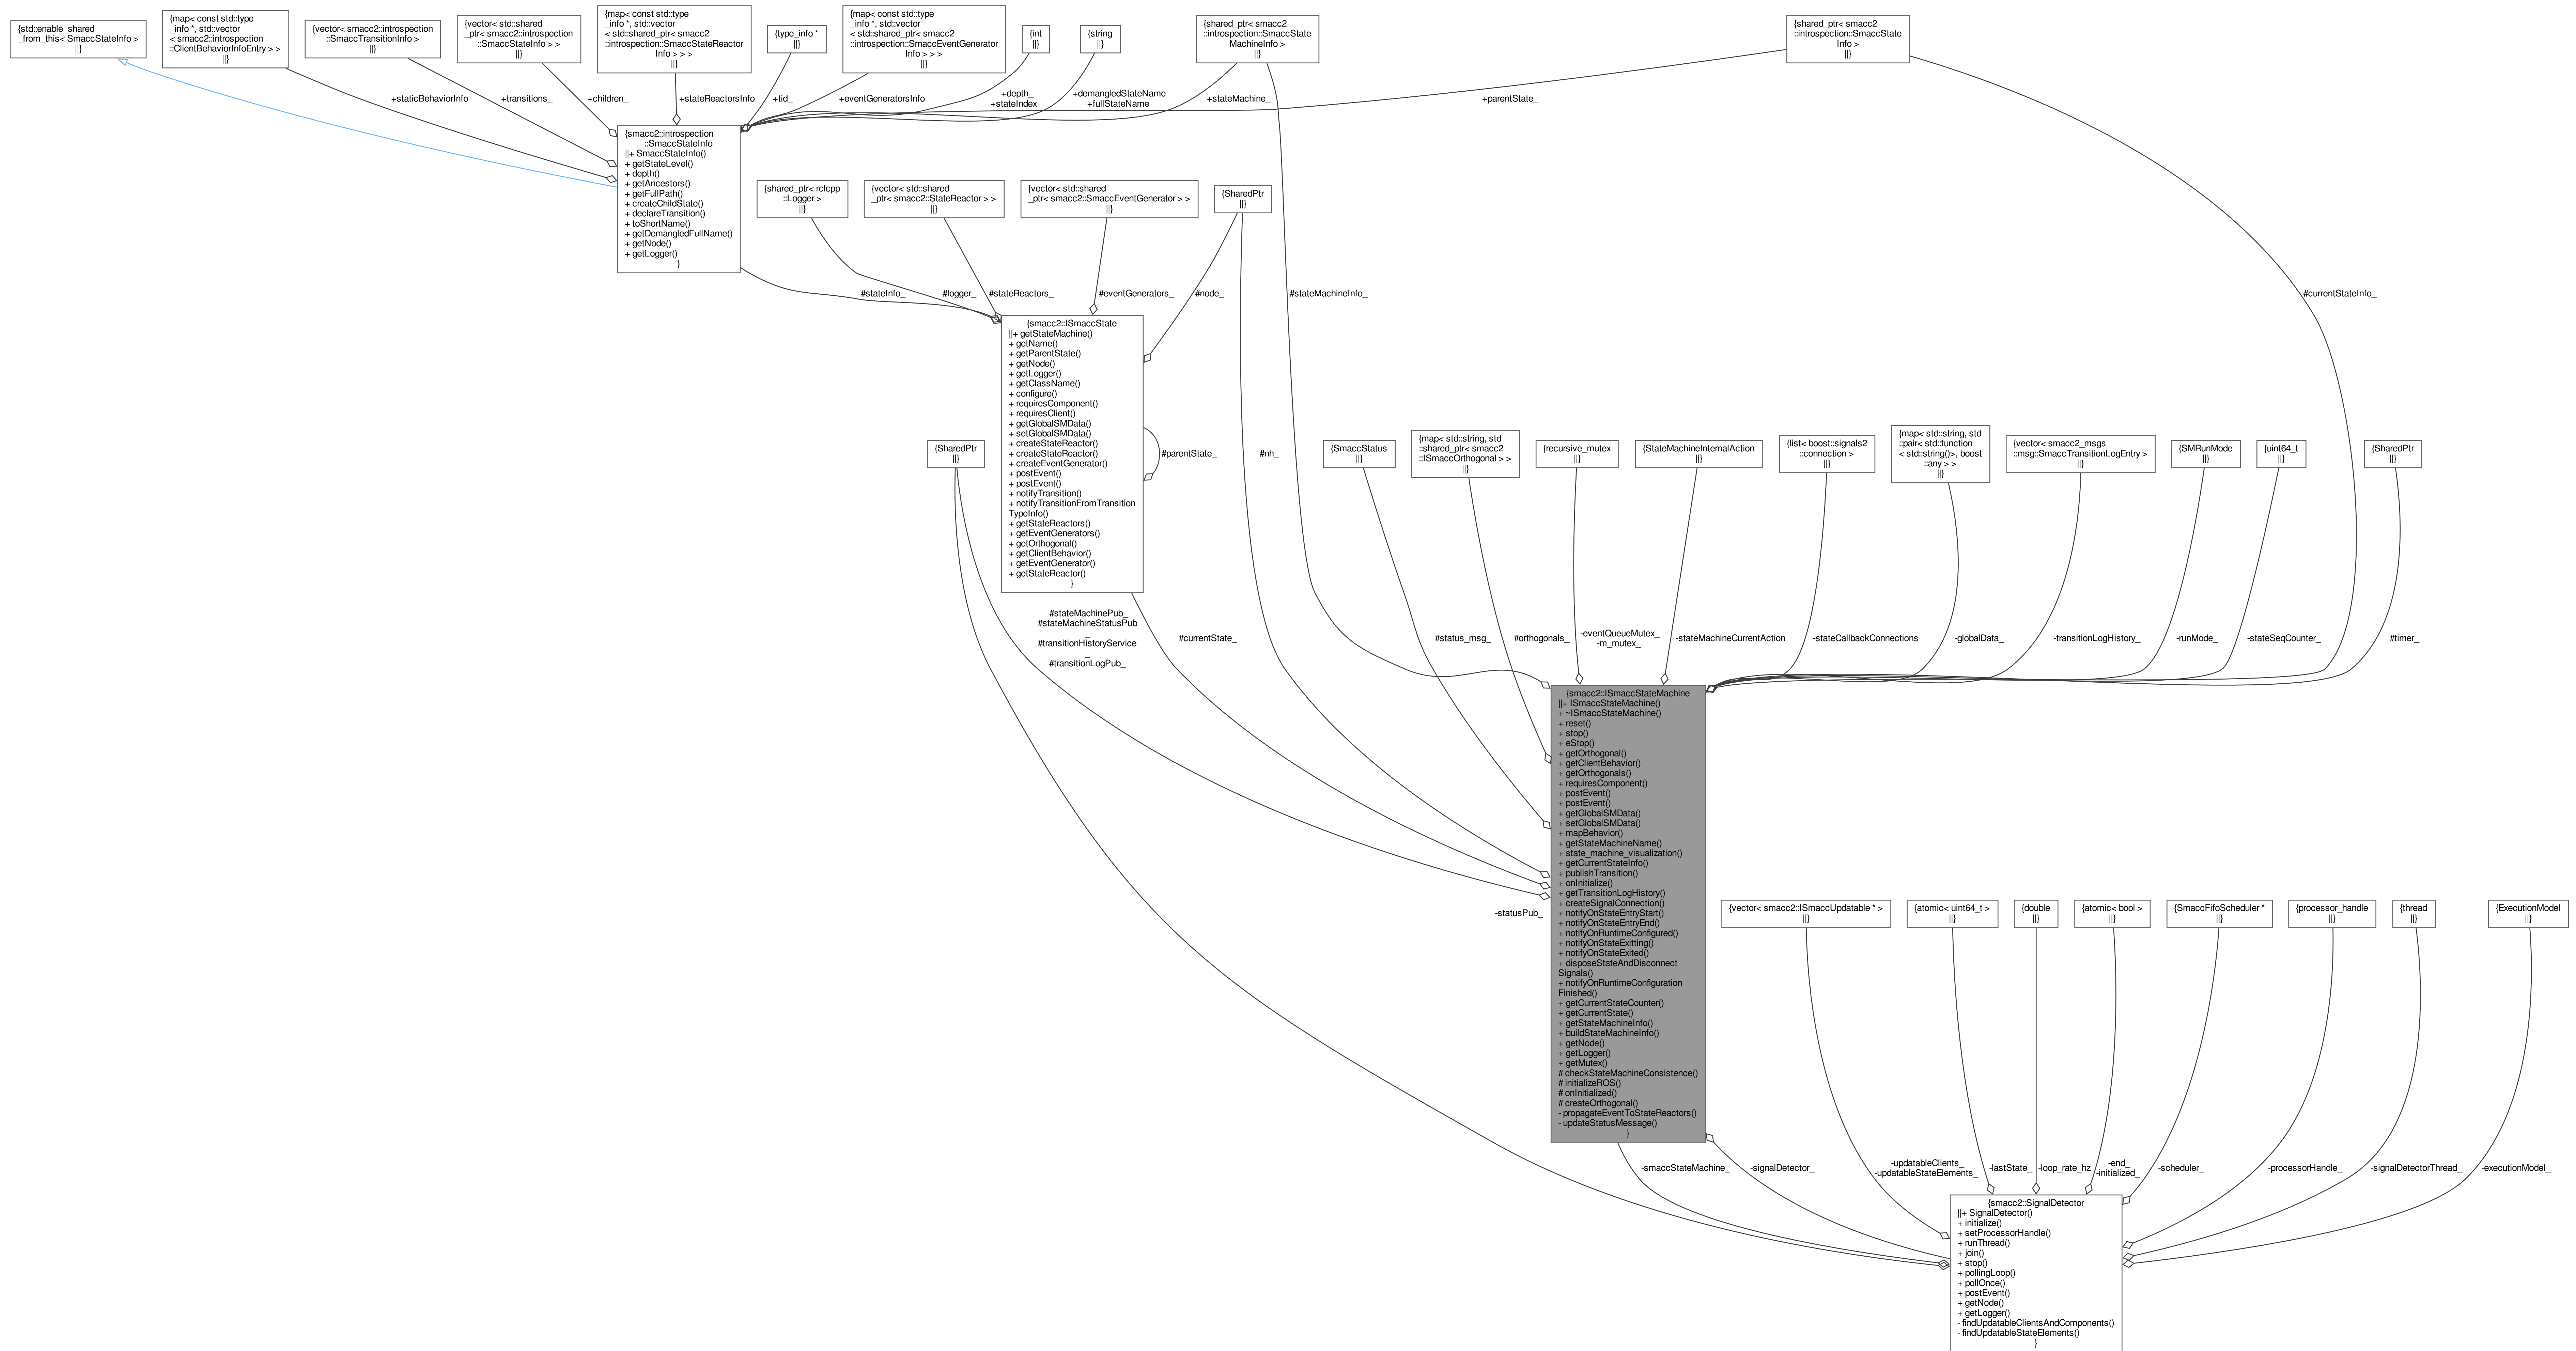 {std::enable_shared
_from_this< SmaccStateInfo >
||}
{map< const std::type
_info *, std::vector
< smacc2::introspection
::ClientBehaviorInfoEntry > >
||}
{vector< smacc2::introspection
::SmaccTransitionInfo >
||}
{vector< std::shared
_ptr< smacc2::introspection
::SmaccStateInfo > >
||}
{map< const std::type
_info *, std::vector
< std::shared_ptr< smacc2
::introspection::SmaccStateReactor
Info > > >
||}
{type_info *
||}
{map< const std::type
_info *, std::vector
< std::shared_ptr< smacc2
::introspection::SmaccEventGenerator
Info > > >
||}
{int
||}
{string
||}
{shared_ptr< smacc2
::introspection::SmaccState
MachineInfo >
||}
{shared_ptr< smacc2
::introspection::SmaccState
Info >
||}
+staticBehaviorInfo
+transitions_
+children_
+stateReactorsInfo
+tid_
+eventGeneratorsInfo
+depth_
+stateIndex_
+demangledStateName
+fullStateName
+stateMachine_
+parentState_
{smacc2::introspection
::SmaccStateInfo
||+ SmaccStateInfo()
+ getStateLevel()
+ depth()
+ getAncestors()
+ getFullPath()
+ createChildState()
+ declareTransition()
+ toShortName()
+ getDemangledFullName()
+ getNode()
+ getLogger()
}
{shared_ptr< rclcpp
::Logger >
||}
{vector< std::shared
_ptr< smacc2::StateReactor > >
||}
{vector< std::shared
_ptr< smacc2::SmaccEventGenerator > >
||}
{SharedPtr
||}
#stateInfo_
#logger_
#stateReactors_
#eventGenerators_
#node_
#stateMachineInfo_
#currentStateInfo_
{smacc2::ISmaccState
||+ getStateMachine()
+ getName()
+ getParentState()
+ getNode()
+ getLogger()
+ getClassName()
+ configure()
+ requiresComponent()
+ requiresClient()
+ getGlobalSMData()
+ setGlobalSMData()
+ createStateReactor()
+ createStateReactor()
+ createEventGenerator()
+ postEvent()
+ postEvent()
+ notifyTransition()
+ notifyTransitionFromTransition
TypeInfo()
+ getStateReactors()
+ getEventGenerators()
+ getOrthogonal()
+ getClientBehavior()
+ getEventGenerator()
+ getStateReactor()
}
#parentState_
#nh_
{SharedPtr
||}
{SmaccStatus
||}
{map< std::string, std
::shared_ptr< smacc2
::ISmaccOrthogonal > >
||}
{recursive_mutex
||}
{StateMachineInternalAction
||}
{list< boost::signals2
::connection >
||}
{map< std::string, std
::pair< std::function
< std::string()>, boost
::any > >
||}
{vector< smacc2_msgs
::msg::SmaccTransitionLogEntry >
||}
{SMRunMode
||}
{uint64_t
||}
{SharedPtr
||}
#stateMachinePub_
#stateMachineStatusPub
_
#transitionHistoryService
_
#transitionLogPub_
#currentState_
#status_msg_
#orthogonals_
-eventQueueMutex_
-m_mutex_
-stateMachineCurrentAction
-stateCallbackConnections
-globalData_
-transitionLogHistory_
-runMode_
-stateSeqCounter_
#timer_
{smacc2::ISmaccStateMachine
||+ ISmaccStateMachine()
+ ~ISmaccStateMachine()
+ reset()
+ stop()
+ eStop()
+ getOrthogonal()
+ getClientBehavior()
+ getOrthogonals()
+ requiresComponent()
+ postEvent()
+ postEvent()
+ getGlobalSMData()
+ setGlobalSMData()
+ mapBehavior()
+ getStateMachineName()
+ state_machine_visualization()
+ getCurrentStateInfo()
+ publishTransition()
+ onInitialize()
+ getTransitionLogHistory()
+ createSignalConnection()
+ notifyOnStateEntryStart()
+ notifyOnStateEntryEnd()
+ notifyOnRuntimeConfigured()
+ notifyOnStateExitting()
+ notifyOnStateExited()
+ disposeStateAndDisconnect
Signals()
+ notifyOnRuntimeConfiguration
Finished()
+ getCurrentStateCounter()
+ getCurrentState()
+ getStateMachineInfo()
+ buildStateMachineInfo()
+ getNode()
+ getLogger()
+ getMutex()
# checkStateMachineConsistence()
# initializeROS()
# onInitialized()
# createOrthogonal()
- propagateEventToStateReactors()
- updateStatusMessage()
}
-statusPub_
{vector< smacc2::ISmaccUpdatable * >
||}
{atomic< uint64_t >
||}
{double
||}
{atomic< bool >
||}
{SmaccFifoScheduler *
||}
{processor_handle
||}
{thread
||}
{ExecutionModel
||}
-smaccStateMachine_
-signalDetector_
-updatableClients_
-updatableStateElements_
-lastState_
-loop_rate_hz
-end_
-initialized_
-scheduler_
-processorHandle_
-signalDetectorThread_
-executionModel_
{smacc2::SignalDetector
||+ SignalDetector()
+ initialize()
+ setProcessorHandle()
+ runThread()
+ join()
+ stop()
+ pollingLoop()
+ pollOnce()
+ postEvent()
+ getNode()
+ getLogger()
- findUpdatableClientsAndComponents()
- findUpdatableStateElements()
}